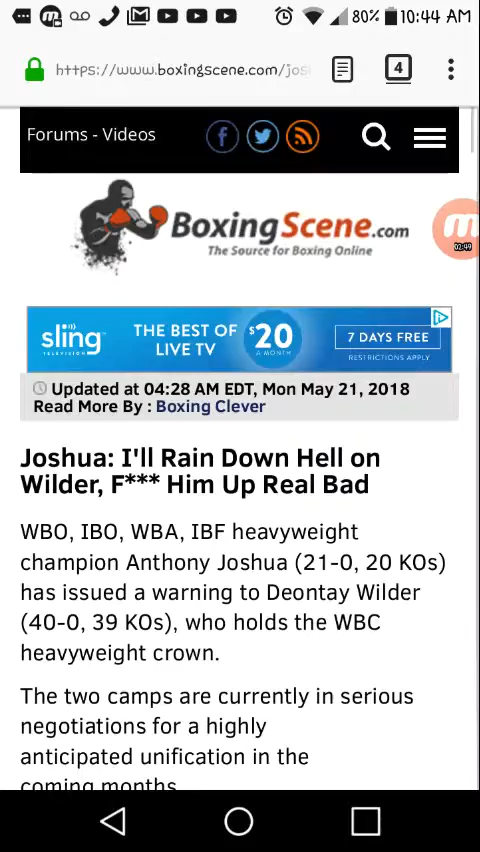 80% 10:44 AM
https://www.boxingscene.com/jos
4
Forums - Videos
BoxingScene.com
The Source for Boxing Online
02:49
sling
TELEVISION
THE BEST OF
LIVE TV
$20
A MONTH
7 DAYS FREE
RESTRICTIONS APPLY
Updated at 04:28 AM EDT, Mon May 21, 2018
Read More By : Boxing Clever
Joshua: I'll Rain Down Hell on
Wilder, F*** Him Up Real Bad
WBO, IBO, WBA, IBF heavyweight
champion Anthony Joshua (21-0, 20 KOs)
has issued a warning to Deontay Wilder
(40-0, 39 KOs), who holds the WBC
heavyweight crown.
The two camps are currently in serious
negotiations for a highly
anticipated unification in the
coming months